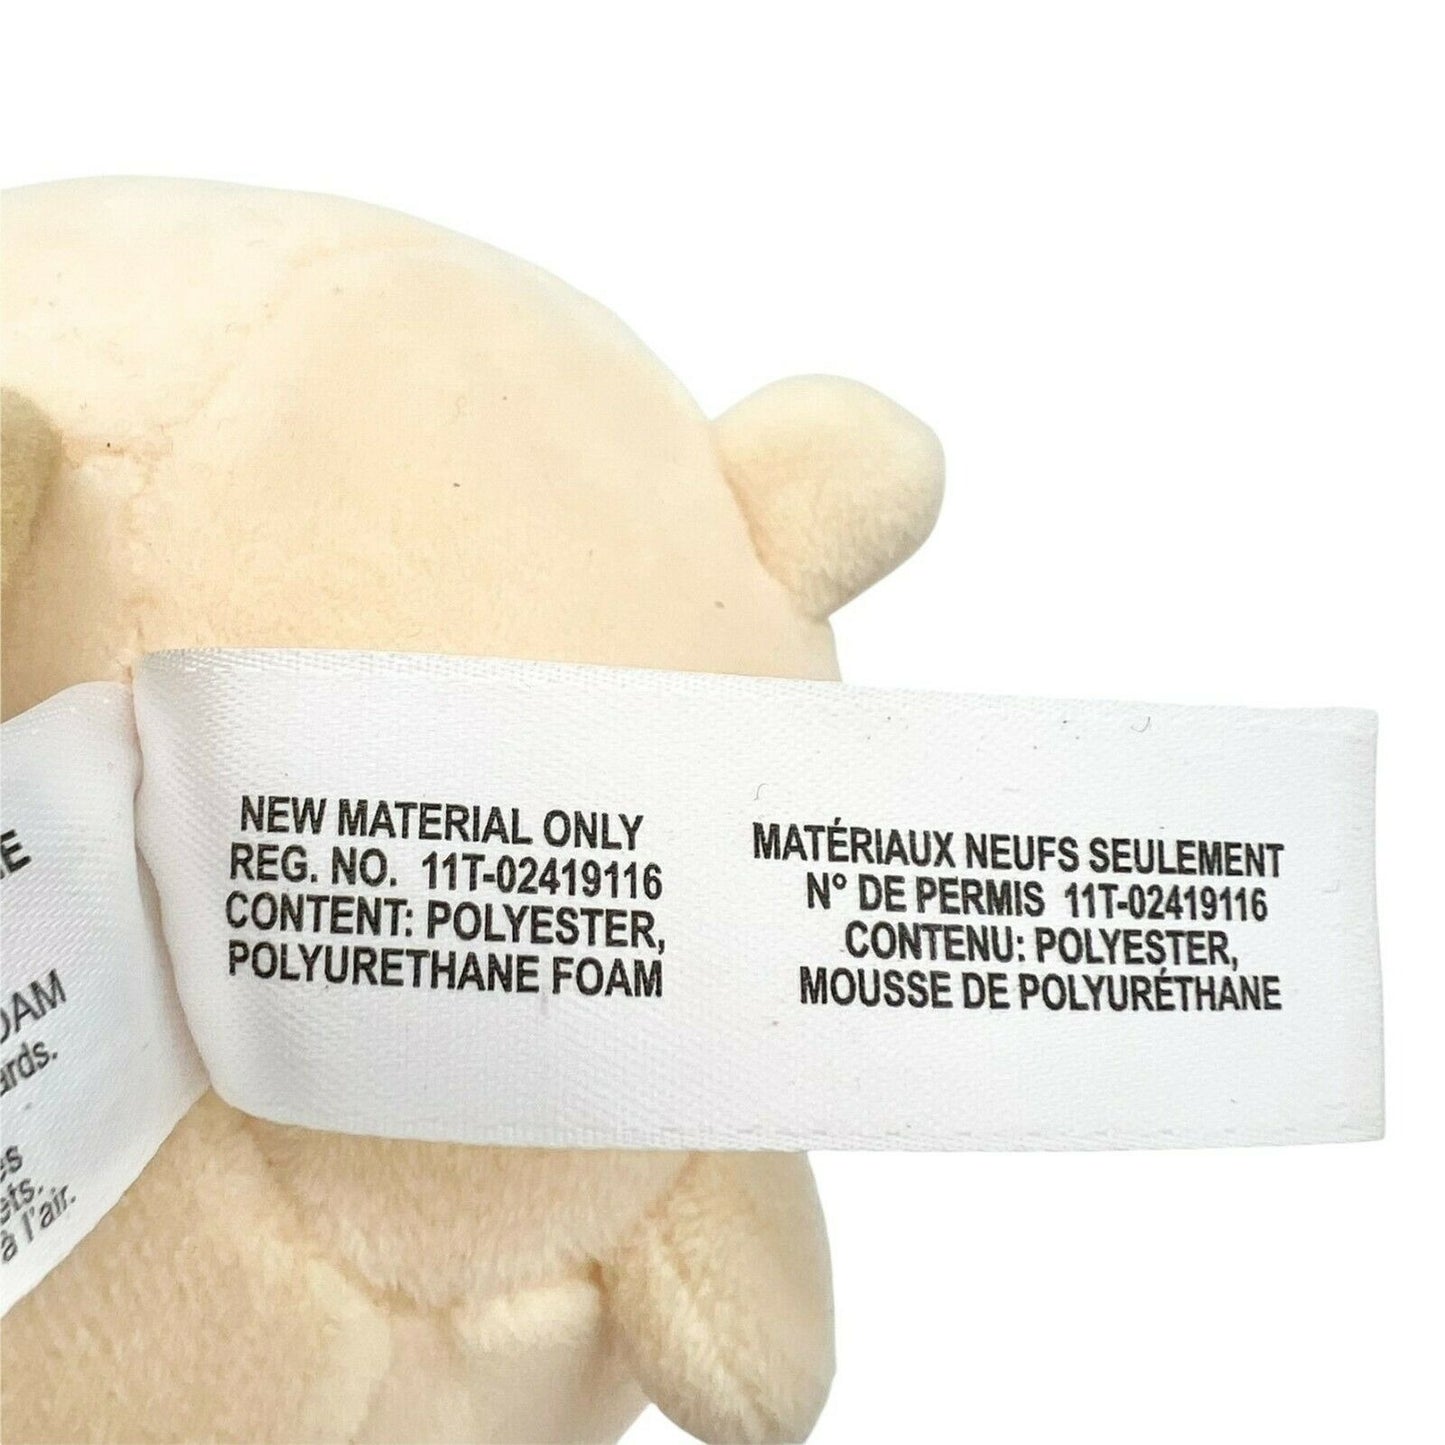 NEW MATERIAL ONLY
REG. NO. 11T-02419116
CONTENT: POLYESTER,
POLYURETHANE FOAM
MATÉRIAUX NEUFS SEULEMENT
N° DE PERMIS 11T-02419116
CONTENU: POLYESTER,
MOUSSE DE POLYURÉTHANE
à l'air.